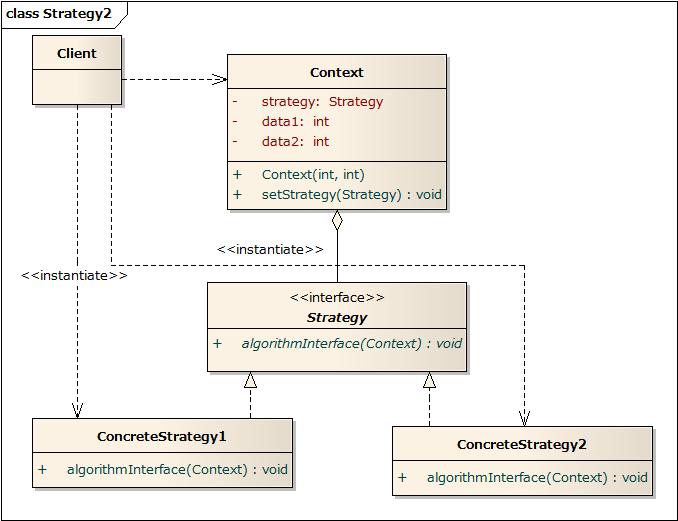 class Strategy2
Client
Context
- strategy: Strategy
- data1: int
- data2: int
+ Context(int, int)
+ setStrategy(Strategy) : void
<<instantiate>>
<<instantiate>>
<<interface>>
Strategy
+ algorithmInterface(Context) : void
ConcreteStrategy1
+ algorithmInterface(Context) : void
ConcreteStrategy2
+ algorithmInterface(Context) : void